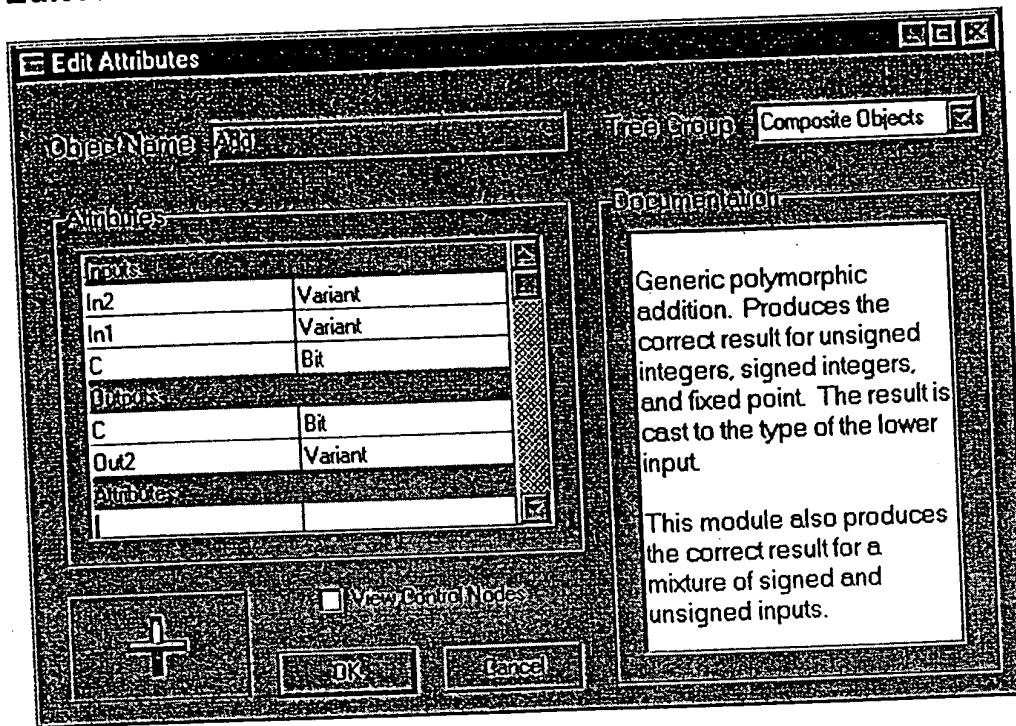 Edit Attributes
Object Name Add
Tree Group Composite Objects
Attributes
Inputs:
In2 Variant
In1 Variant
C Bit
Outputs:
C Bit
Out2 Variant
Attributes:
View Control Nodes
OK Cancel
Documentation
Generic polymorphic
addition. Produces the
correct result for unsigned
integers, signed integers,
and fixed point. The result is
cast to the type of the lower
input.
This module also produces
the correct result for a
mixture of signed and
unsigned inputs.